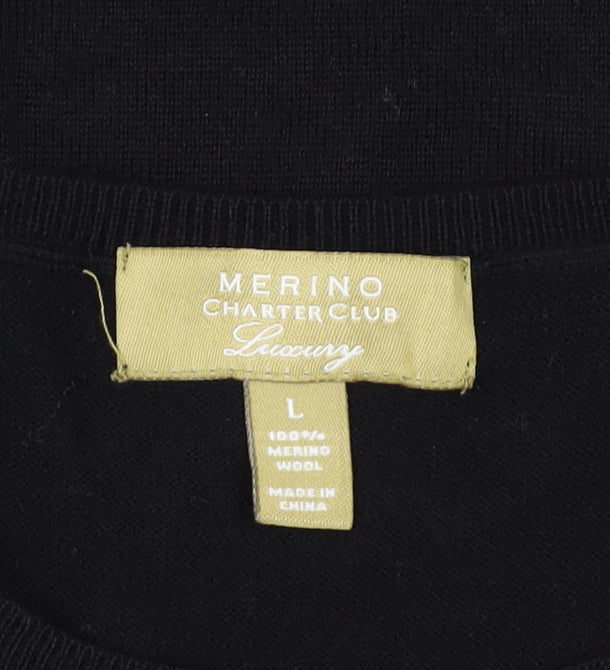 MERINO
CHARTER CLUB
Luxury
L
100%
MERINO
WOOL
MADE IN
CHINA